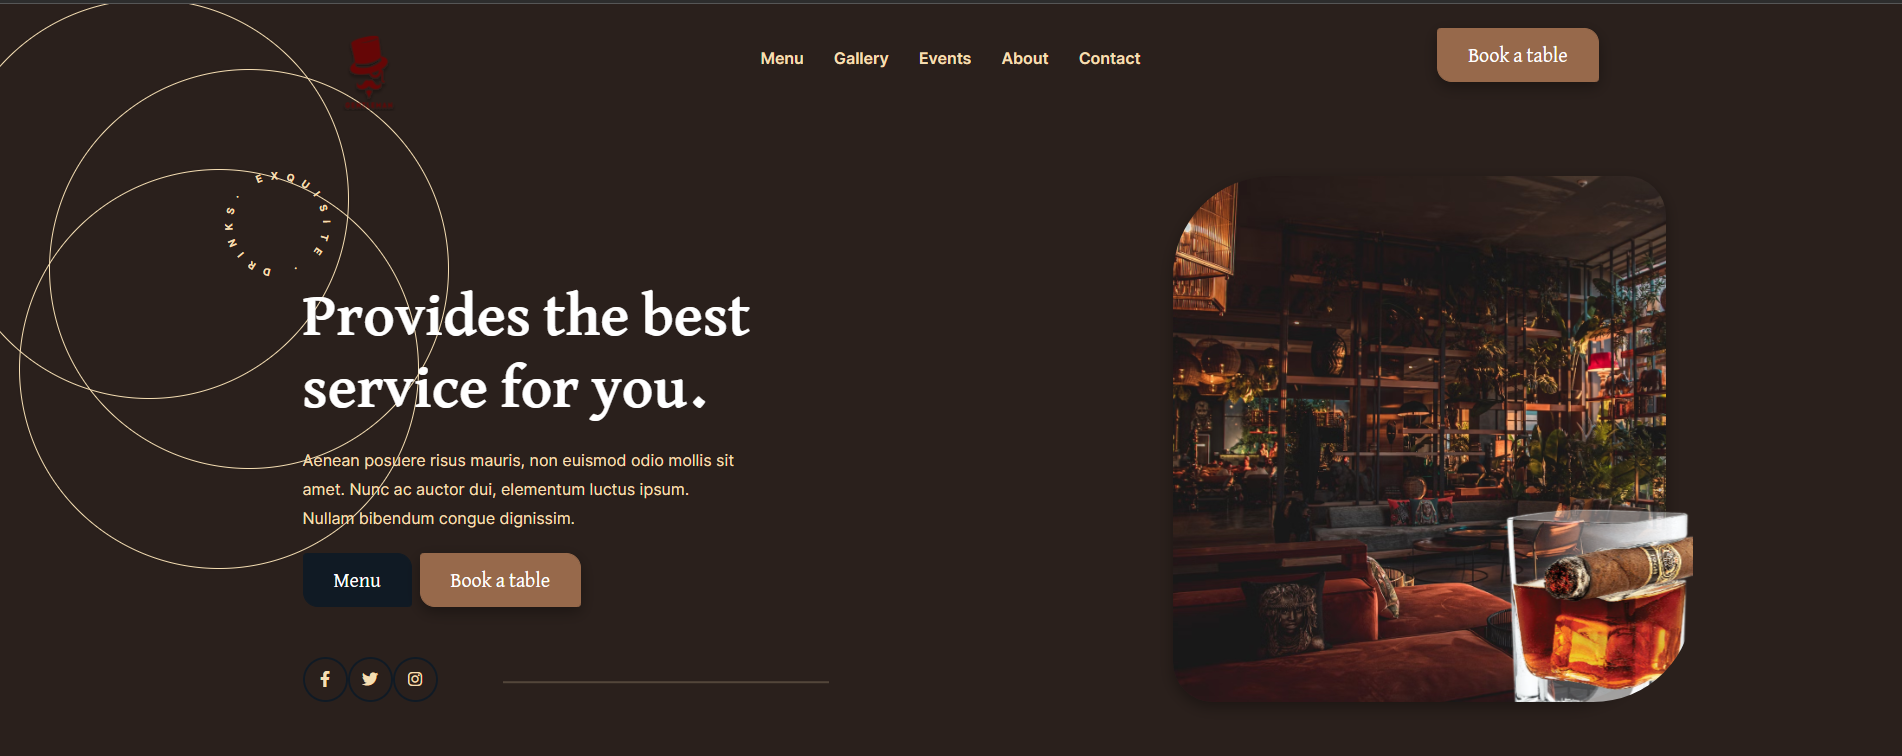 Menu Gallery Events About Contact
Book a table
EXQUISITE . DRINKS .
Provides the best
service for you.
Aenean posuere risus mauris, non euismod odio mollis sit
amet. Nunc ac auctor dui, elementum luctus ipsum.
Nullam bibendum congue dignissim.
Menu
Book a table